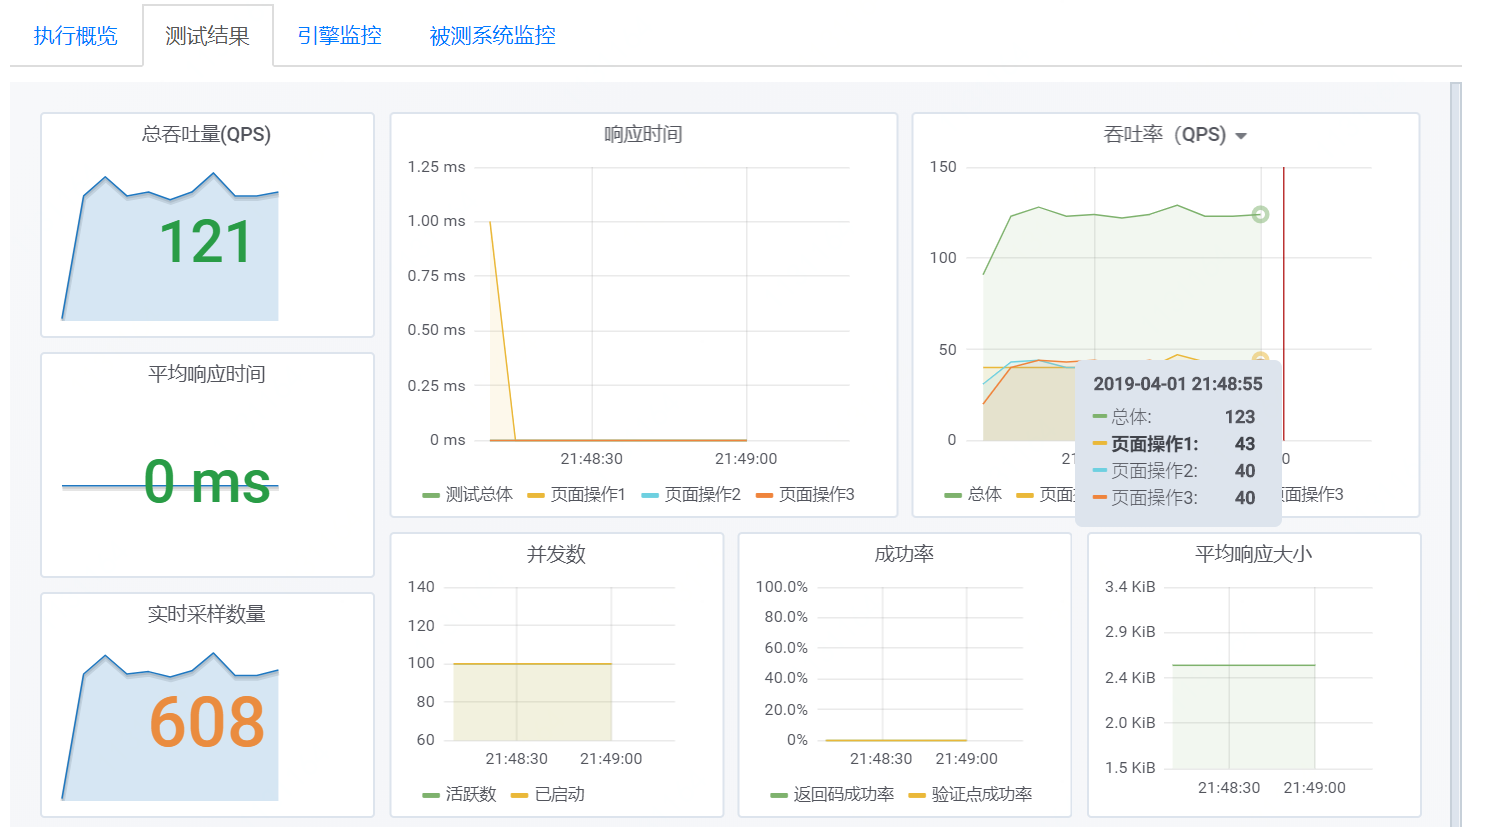 执行概览 测试结果 引擎监控 被测系统监控
总吞吐量(QPS)
121
平均响应时间
0 ms
实时采样数量
608
响应时间
1.25 ms
1.00 ms
0.75 ms
0.50 ms
0.25 ms
0 ms
21:48:30 21:49:00
测试总体 页面操作1 页面操作2 页面操作3
吞吐率（QPS）
150
100
50
0
21 0
总体 页面 页面操作3
2019-04-01 21:48:55
总体: 123
页面操作1: 43
页面操作2: 40
页面操作3: 40
并发数
140
120
100
80
60
21:48:30 21:49:00
活跃数 已启动
成功率
100.0%
80.0%
60.0%
40.0%
20.0%
0%
21:48:30 21:49:00
返回码成功率 验证点成功率
平均响应大小
3.4 KiB
2.9 KiB
2.4 KiB
2.0 KiB
1.5 KiB
21:48:30 21:49:00